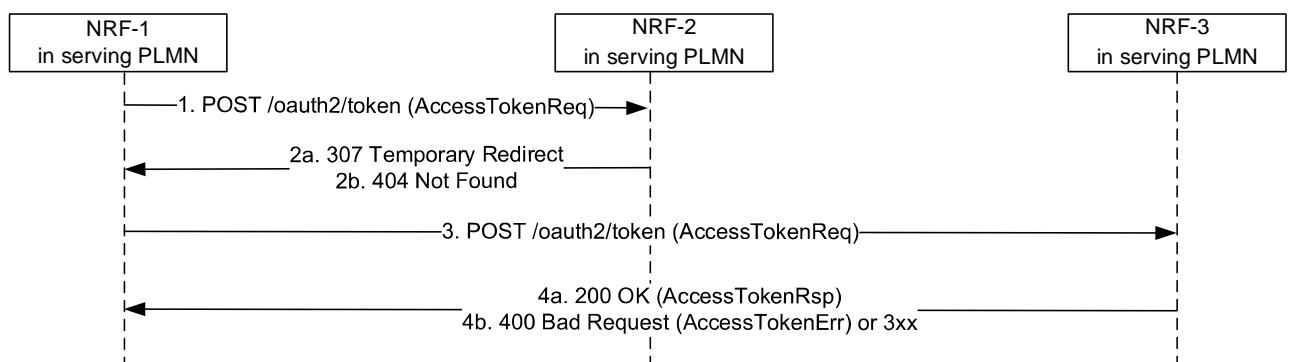 NRF-1
in serving PLMN
NRF-2
in serving PLMN
NRF-3
in serving PLMN
1. POST /oauth2/token (AccessTokenReq)
2a. 307 Temporary Redirect
2b. 404 Not Found
3. POST /oauth2/token (AccessTokenReq)
4a. 200 OK (AccessTokenRsp)
4b. 400 Bad Request (AccessTokenErr) or 3xx